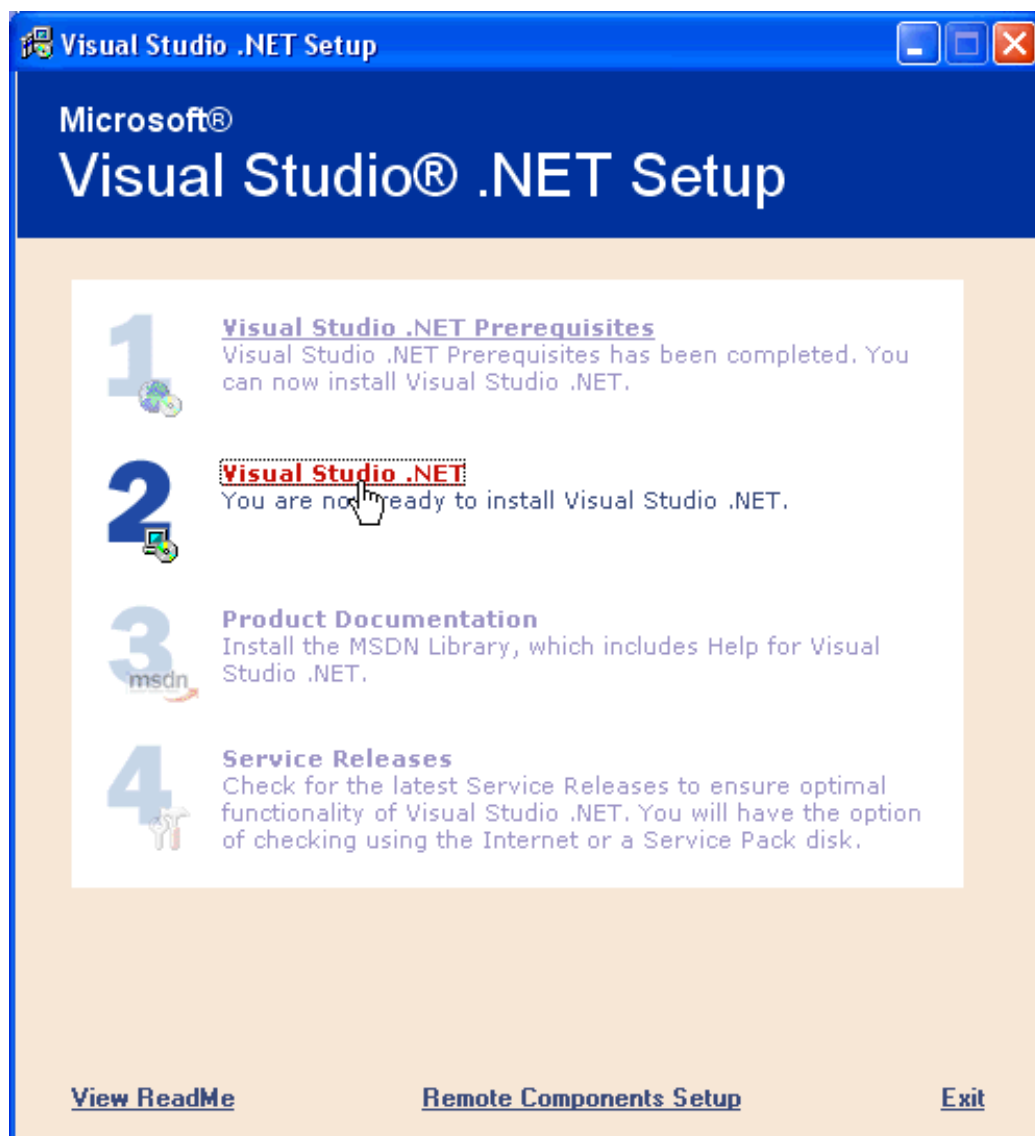 Visual Studio .NET Setup
Microsoft®
Visual Studio® .NET Setup
1
Visual Studio .NET Prerequisites
Visual Studio .NET Prerequisites has been completed. You
can now install Visual Studio .NET.
2
Visual Studio .NET
You are now ready to install Visual Studio .NET.
3
msdn
Product Documentation
Install the MSDN Library, which includes Help for Visual
Studio .NET.
4
Service Releases
Check for the latest Service Releases to ensure optimal
functionality of Visual Studio .NET. You will have the option
of checking using the Internet or a Service Pack disk.
View ReadMe
Remote Components Setup
Exit